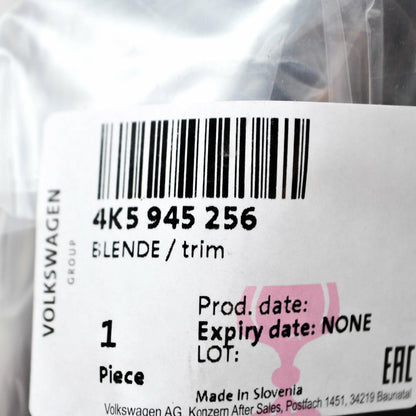 VOLKSWAGEN
GROUP
4K5 945 256
BLENDE / trim
Prod. date:
1 Expiry date: NONE
LOT:
Piece
EAC
Made In Slovenia
Volkswagen AG, Konzern After Sales, Postfach 1451, 34219 Baunatal